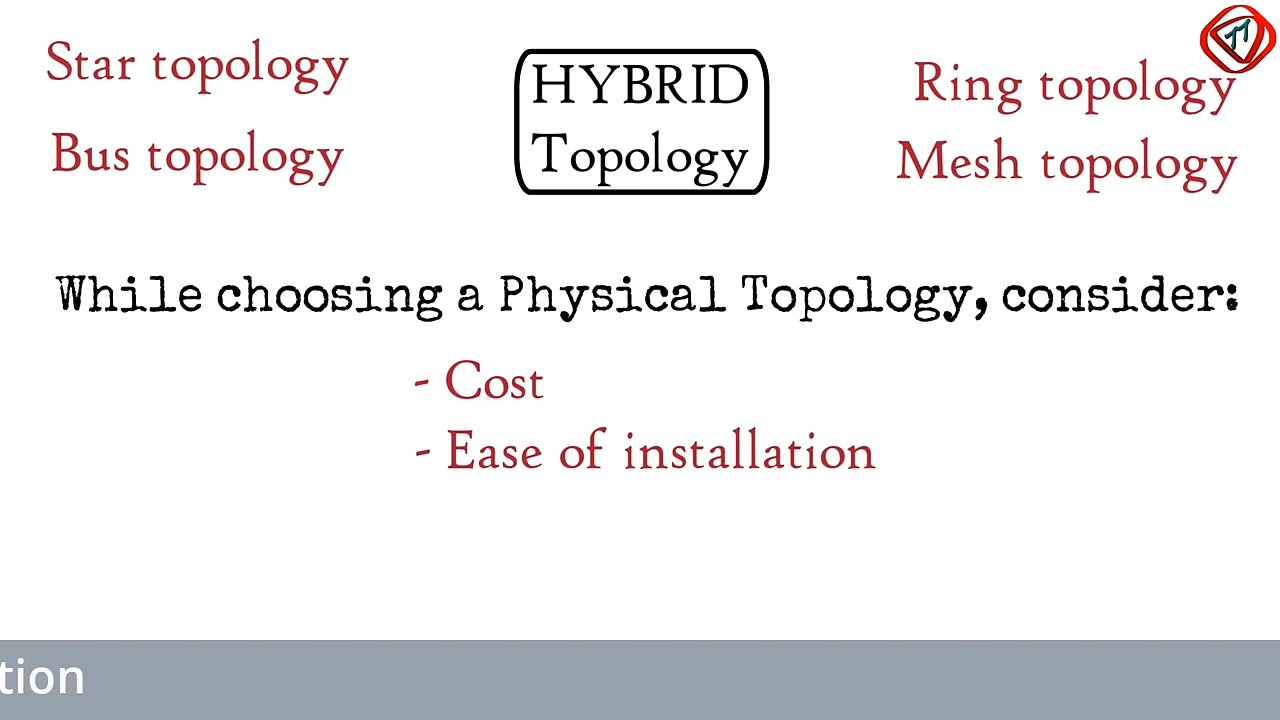 Star topology
Bus topology
HYBRID
Topology
Ring topology
Mesh topology
While choosing a Physical Topology, consider:
- Cost
- Ease of installation
tion